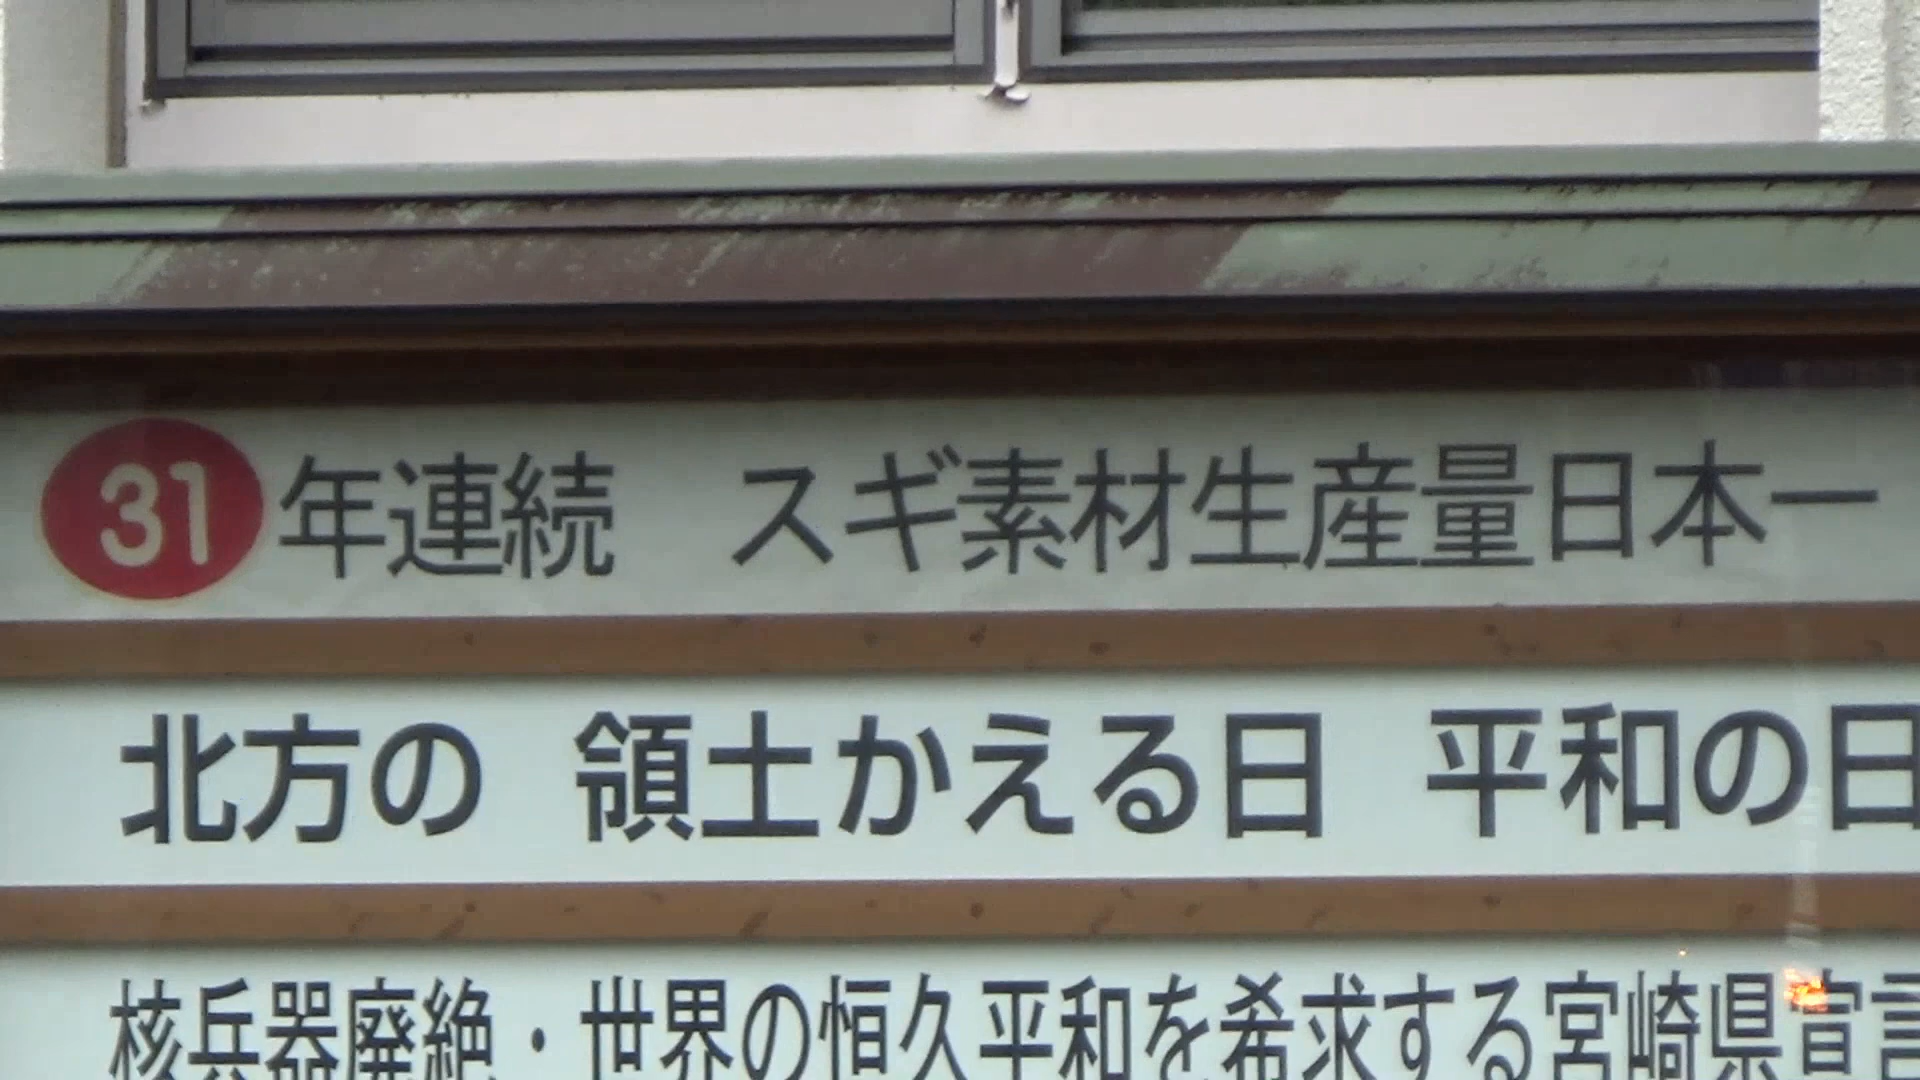 31年連続　スギ素材生産量日本一
北方の　領土かえる日　平和の日
核兵器廃絶・世界の恒久平和を希求する宮崎県宣言